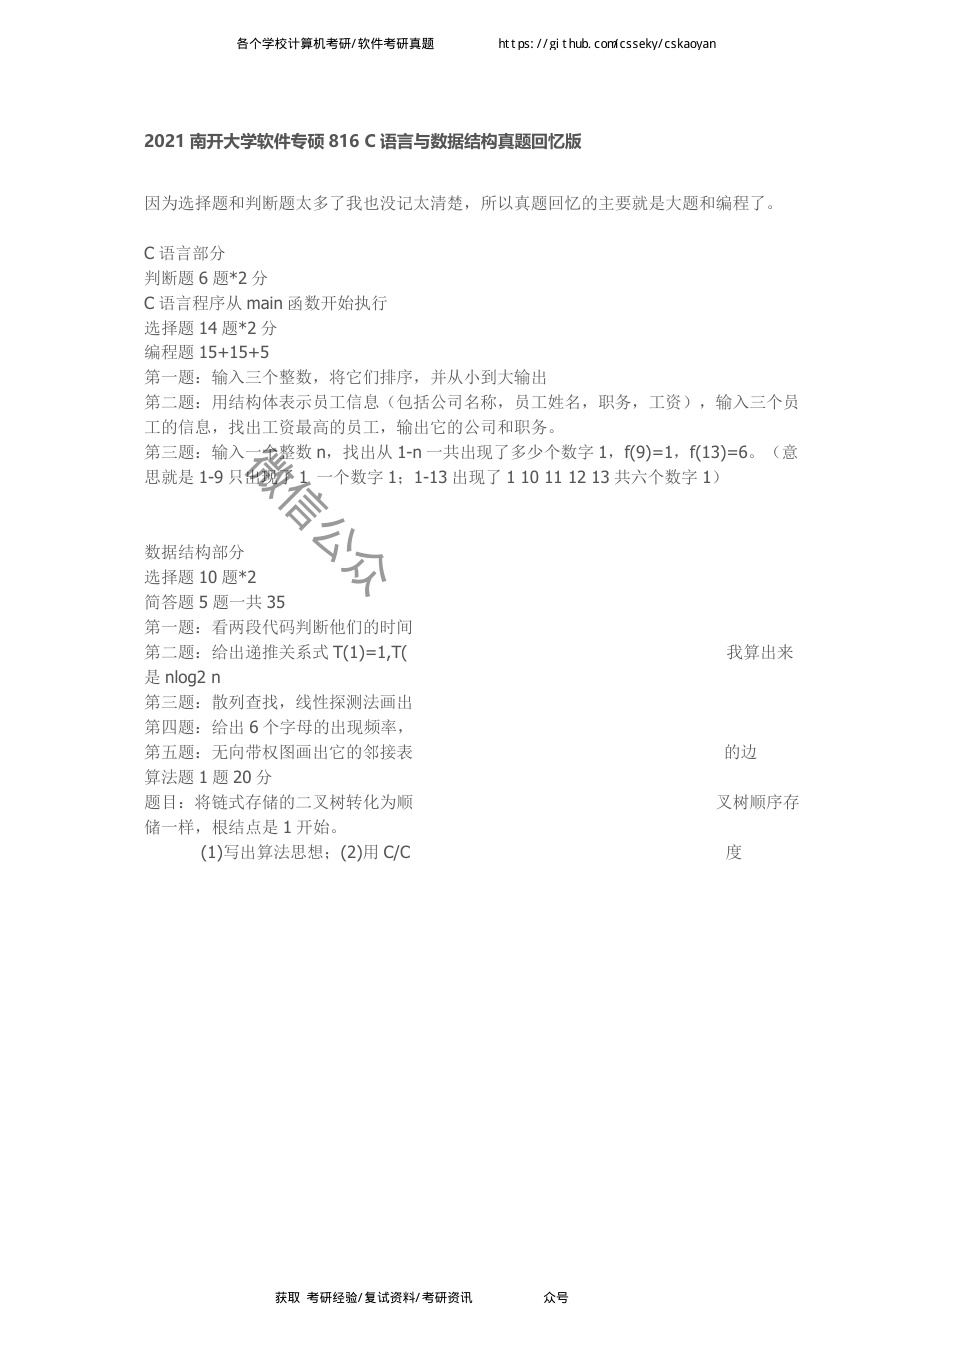 各个学校计算机考研/软件考研真题 https://github.com/csseky/cskaoyan
2021 南开大学软件专硕 816 C 语言与数据结构真题回忆版
因为选择题和判断题太多了我也没记太清楚，所以真题回忆的主要就是大题和编程了。
C 语言部分
判断题 6 题*2 分
C 语言程序从 main 函数开始执行
选择题 14 题*2 分
编程题 15+15+5
第一题：输入三个整数，将它们排序，并从小到大输出
第二题：用结构体表示员工信息（包括公司名称，员工姓名，职务，工资），输入三个员
工的信息，找出工资最高的员工，输出它的公司和职务。
第三题：输入一个整数 n，找出从 1-n 一共出现了多少个数字 1，f(9)=1，f(13)=6。（意
思就是 1-9 只出现了 1 一个数字 1；1-13 出现了 1 10 11 12 13 共六个数字 1）
微信公众
数据结构部分
选择题 10 题*2
简答题 5 题一共 35
第一题：看两段代码判断他们的时间
第二题：给出递推关系式 T(1)=1,T( 我算出来
是 nlog2 n
第三题：散列查找，线性探测法画出
第四题：给出 6 个字母的出现频率，
第五题：无向带权图画出它的邻接表 的边
算法题 1 题 20 分
题目：将链式存储的二叉树转化为顺 叉树顺序存
储一样，根结点是 1 开始。
(1)写出算法思想；(2)用 C/C 度
获取 考研经验/复试资料/考研资讯 众号